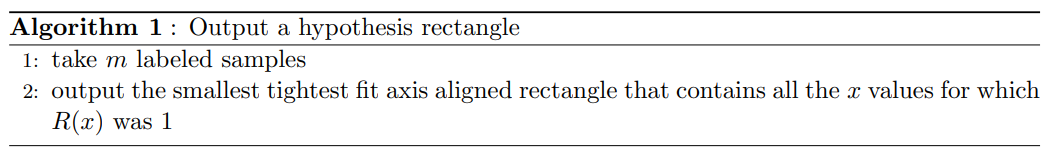 Algorithm 1 : Output a hypothesis rectangle
1: take m labeled samples
2: output the smallest tightest fit axis aligned rectangle that contains all the x values for which
R(x) was 1